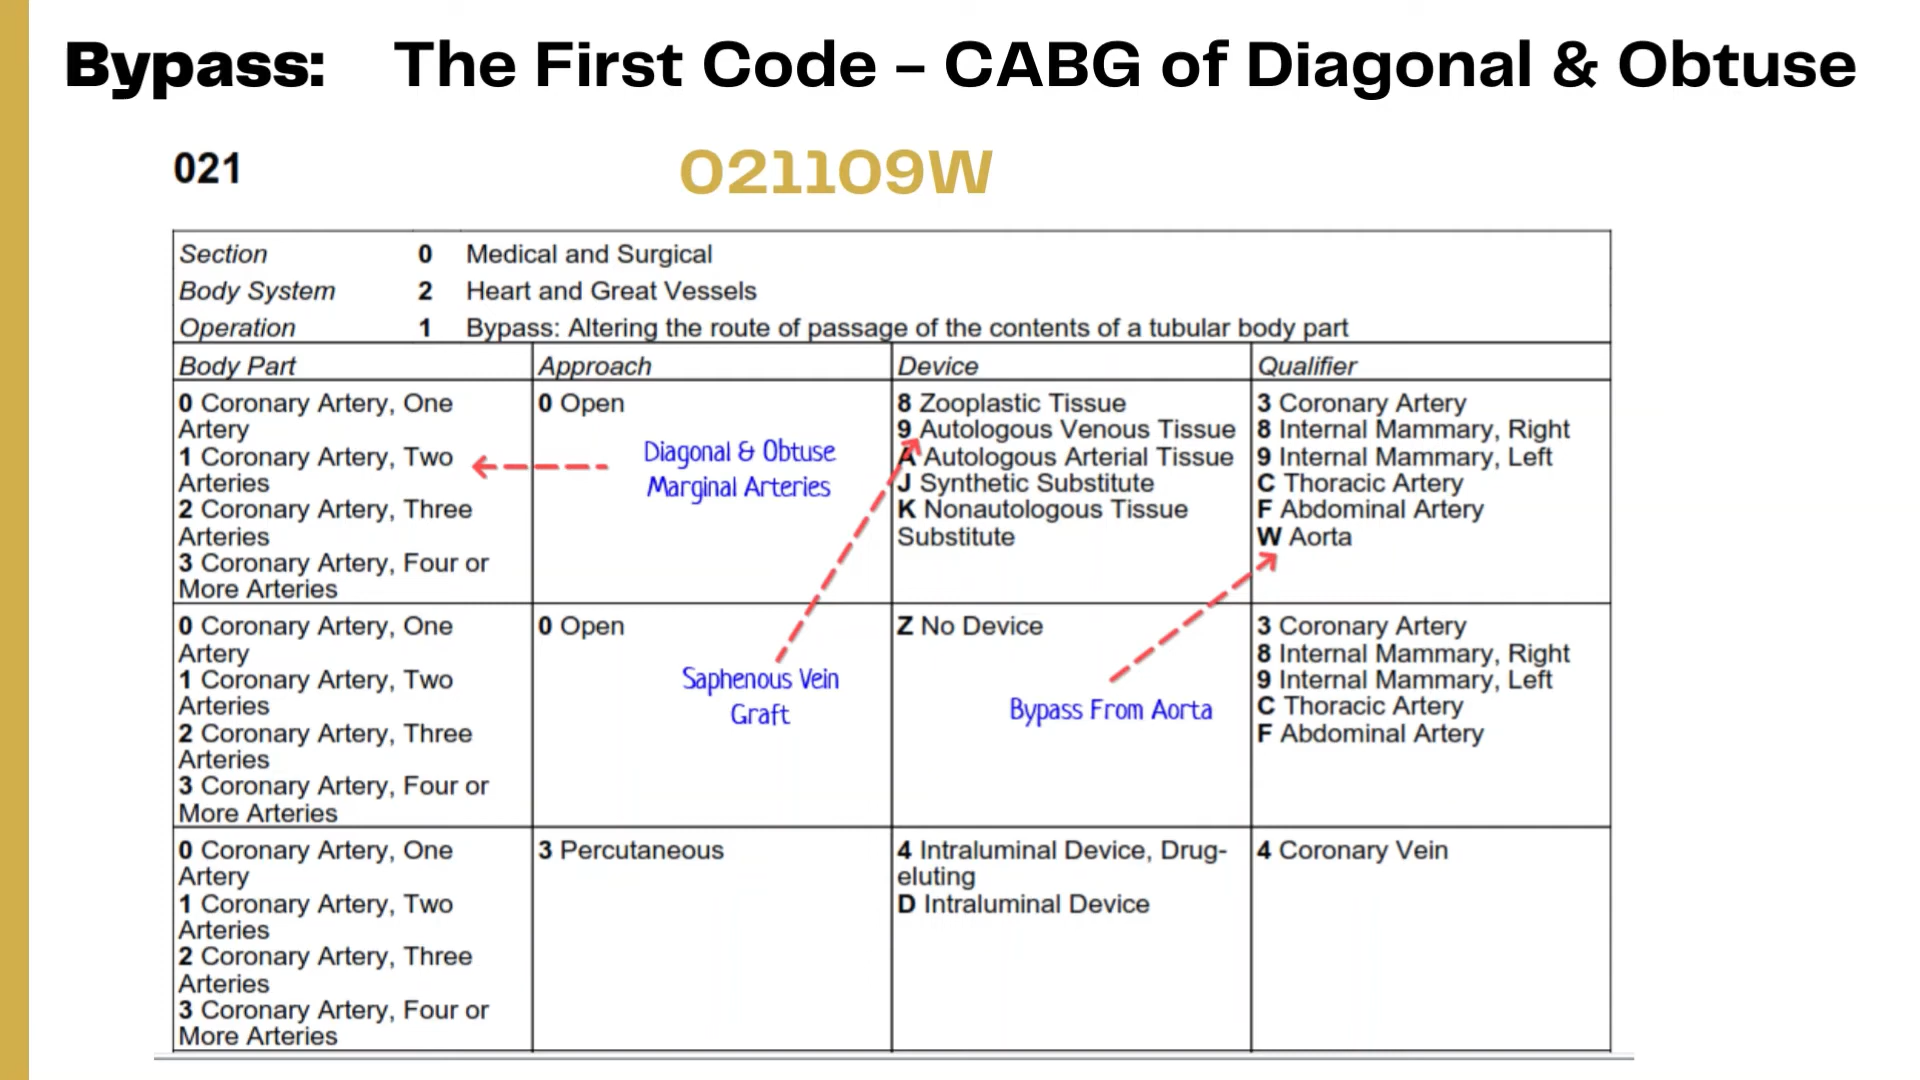 Bypass: The First Code – CABG of Diagonal & Obtuse
021
021109W
Section 0 Medical and Surgical
Body System 2 Heart and Great Vessels
Operation 1 Bypass: Altering the route of passage of the contents of a tubular body part
Body Part Approach Device Qualifier
0 Coronary Artery, One
Artery
1 Coronary Artery, Two
Arteries
2 Coronary Artery, Three
Arteries
3 Coronary Artery, Four or
More Arteries
0 Open
Diagonal & Obtuse
Marginal Arteries
8 Zooplastic Tissue
9 Autologous Venous Tissue
A Autologous Arterial Tissue
J Synthetic Substitute
K Nonautologous Tissue
Substitute
3 Coronary Artery
8 Internal Mammary, Right
9 Internal Mammary, Left
C Thoracic Artery
F Abdominal Artery
W Aorta
0 Coronary Artery, One
Artery
1 Coronary Artery, Two
Arteries
2 Coronary Artery, Three
Arteries
3 Coronary Artery, Four or
More Arteries
0 Open
Saphenous Vein
Graft
Z No Device
Bypass From Aorta
3 Coronary Artery
8 Internal Mammary, Right
9 Internal Mammary, Left
C Thoracic Artery
F Abdominal Artery
0 Coronary Artery, One
Artery
1 Coronary Artery, Two
Arteries
2 Coronary Artery, Three
Arteries
3 Coronary Artery, Four or
More Arteries
3 Percutaneous
4 Intraluminal Device, Drug-
eluting
D Intraluminal Device
4 Coronary Vein